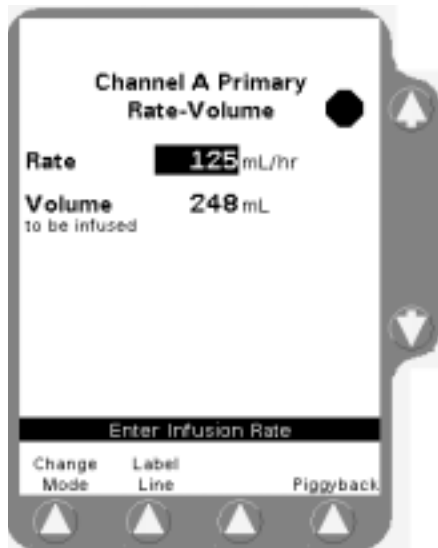 Channel A Primary
Rate-Volume
Rate 125 mL/hr
Volume 248 mL
to be infused
Enter Infusion Rate
Change Label
Mode Line Piggyback